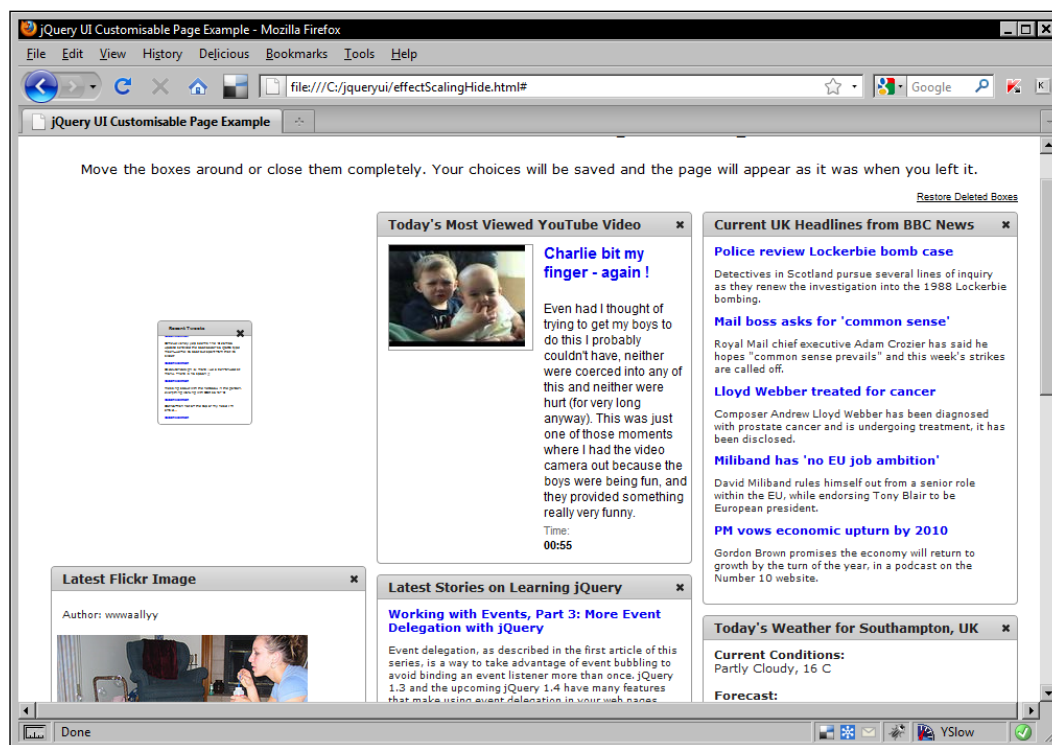 jQuery UI Customisable Page Example - Mozilla Firefox
File Edit View History Delicious Bookmarks Tools Help
file:///C:/jqueryui/effectScalingHide.html#
Google
K
jQuery UI Customisable Page Example
Move the boxes around or close them completely. Your choices will be saved and the page will appear as it was when you left it.
Restore Deleted Boxes
Recent Tweets
Latest Flickr Image
Author: wwwaallyy
Today's Most Viewed YouTube Video
Charlie bit my
finger - again !
Even had I thought of
trying to get my boys to
do this I probably
couldn't have, neither
were coerced into any of
this and neither were
hurt (for very long
anyway). This was just
one of those moments
where I had the video
camera out because the
boys were being fun, and
they provided something
really very funny.
Time:
00:55
Latest Stories on Learning jQuery
Working with Events, Part 3: More Event
Delegation with jQuery
Event delegation, as described in the first article of this
series, is a way to take advantage of event bubbling to
avoid binding an event listener more than once. jQuery
1.3 and the upcoming jQuery 1.4 have many features
that make using event delegation in your web pages
Current UK Headlines from BBC News
Police review Lockerbie bomb case
Detectives in Scotland pursue several lines of inquiry
as they renew the investigation into the 1988 Lockerbie
bombing.
Mail boss asks for 'common sense'
Royal Mail chief executive Adam Crozier has said he
hopes "common sense prevails" and this week's strikes
are called off.
Lloyd Webber treated for cancer
Composer Andrew Lloyd Webber has been diagnosed
with prostate cancer and is undergoing treatment, it has
been disclosed.
Miliband has 'no EU job ambition'
David Miliband rules himself out from a senior role
within the EU, while endorsing Tony Blair to be
European president.
PM vows economic upturn by 2010
Gordon Brown promises the economy will return to
growth by the turn of the year, in a podcast on the
Number 10 website.
Today's Weather for Southampton, UK
Current Conditions:
Partly Cloudy, 16 C
Forecast:
Done
YSlow